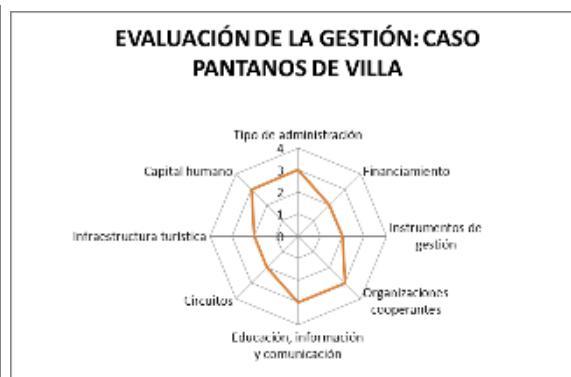 EVALUACIÓN DE LA GESTIÓN: CASO
PANTANOS DE VILLA
Tipo de administración
4
Capital humano
3
Financiamiento
2
1
Infraestructura turística
0
Instrumentos de
gestión
Circuitos
Organizaciones
cooperantes
Educación, información
y comunicación